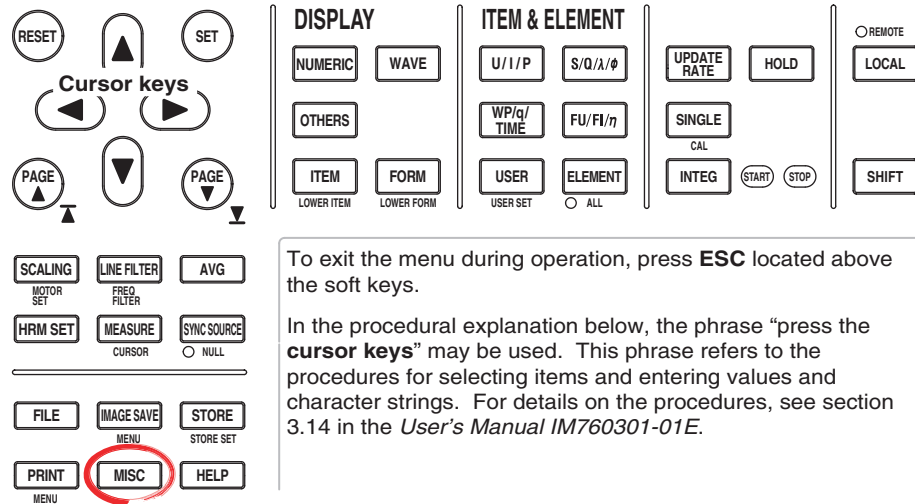 RESET
SET
Cursor keys
PAGE
PAGE
DISPLAY
NUMERIC
WAVE
OTHERS
ITEM
FORM
LOWER ITEM
LOWER FORM
ITEM & ELEMENT
U / I / P
S/Q/λ/ø
WP/q/
TIME
FU/FI/η
USER
ELEMENT
USER SET
ALL
UPDATE
RATE
HOLD
SINGLE
CAL
INTEG
START
STOP
REMOTE
LOCAL
SHIFT
SCALING
LINE FILTER
AVG
MOTOR
SET
FREQ
FILTER
HRM SET
MEASURE
SYNC SOURCE
CURSOR
NULL
FILE
IMAGE SAVE
STORE
MENU
STORE SET
PRINT
MISC
HELP
MENU
To exit the menu during operation, press ESC located above
the soft keys.
In the procedural explanation below, the phrase “press the
cursor keys” may be used. This phrase refers to the
procedures for selecting items and entering values and
character strings. For details on the procedures, see section
3.14 in the User's Manual IM760301-01E.